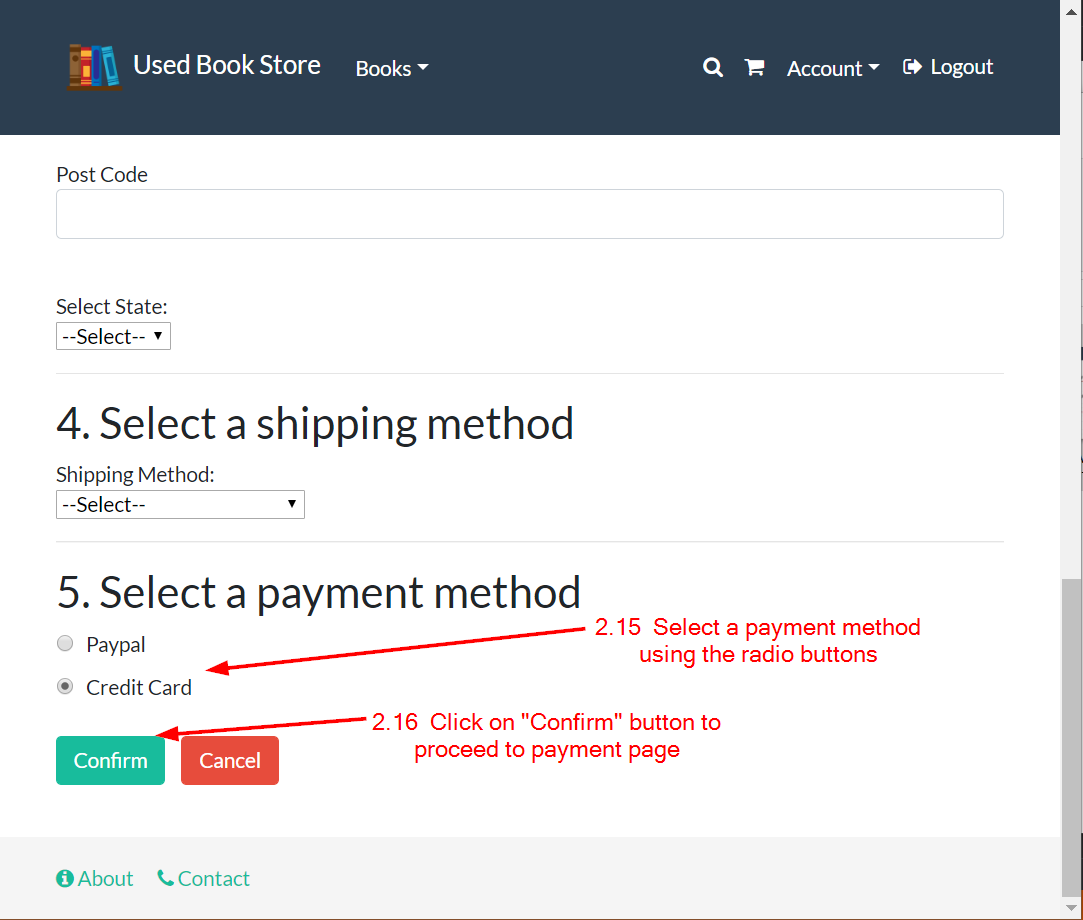 Used Book Store Books Account Logout
Post Code
Select State:
--Select--
4. Select a shipping method
Shipping Method:
--Select--
5. Select a payment method
Paypal
2.15 Select a payment method
using the radio buttons
Credit Card
2.16 Click on "Confirm" button to
proceed to payment page
Confirm Cancel
About Contact